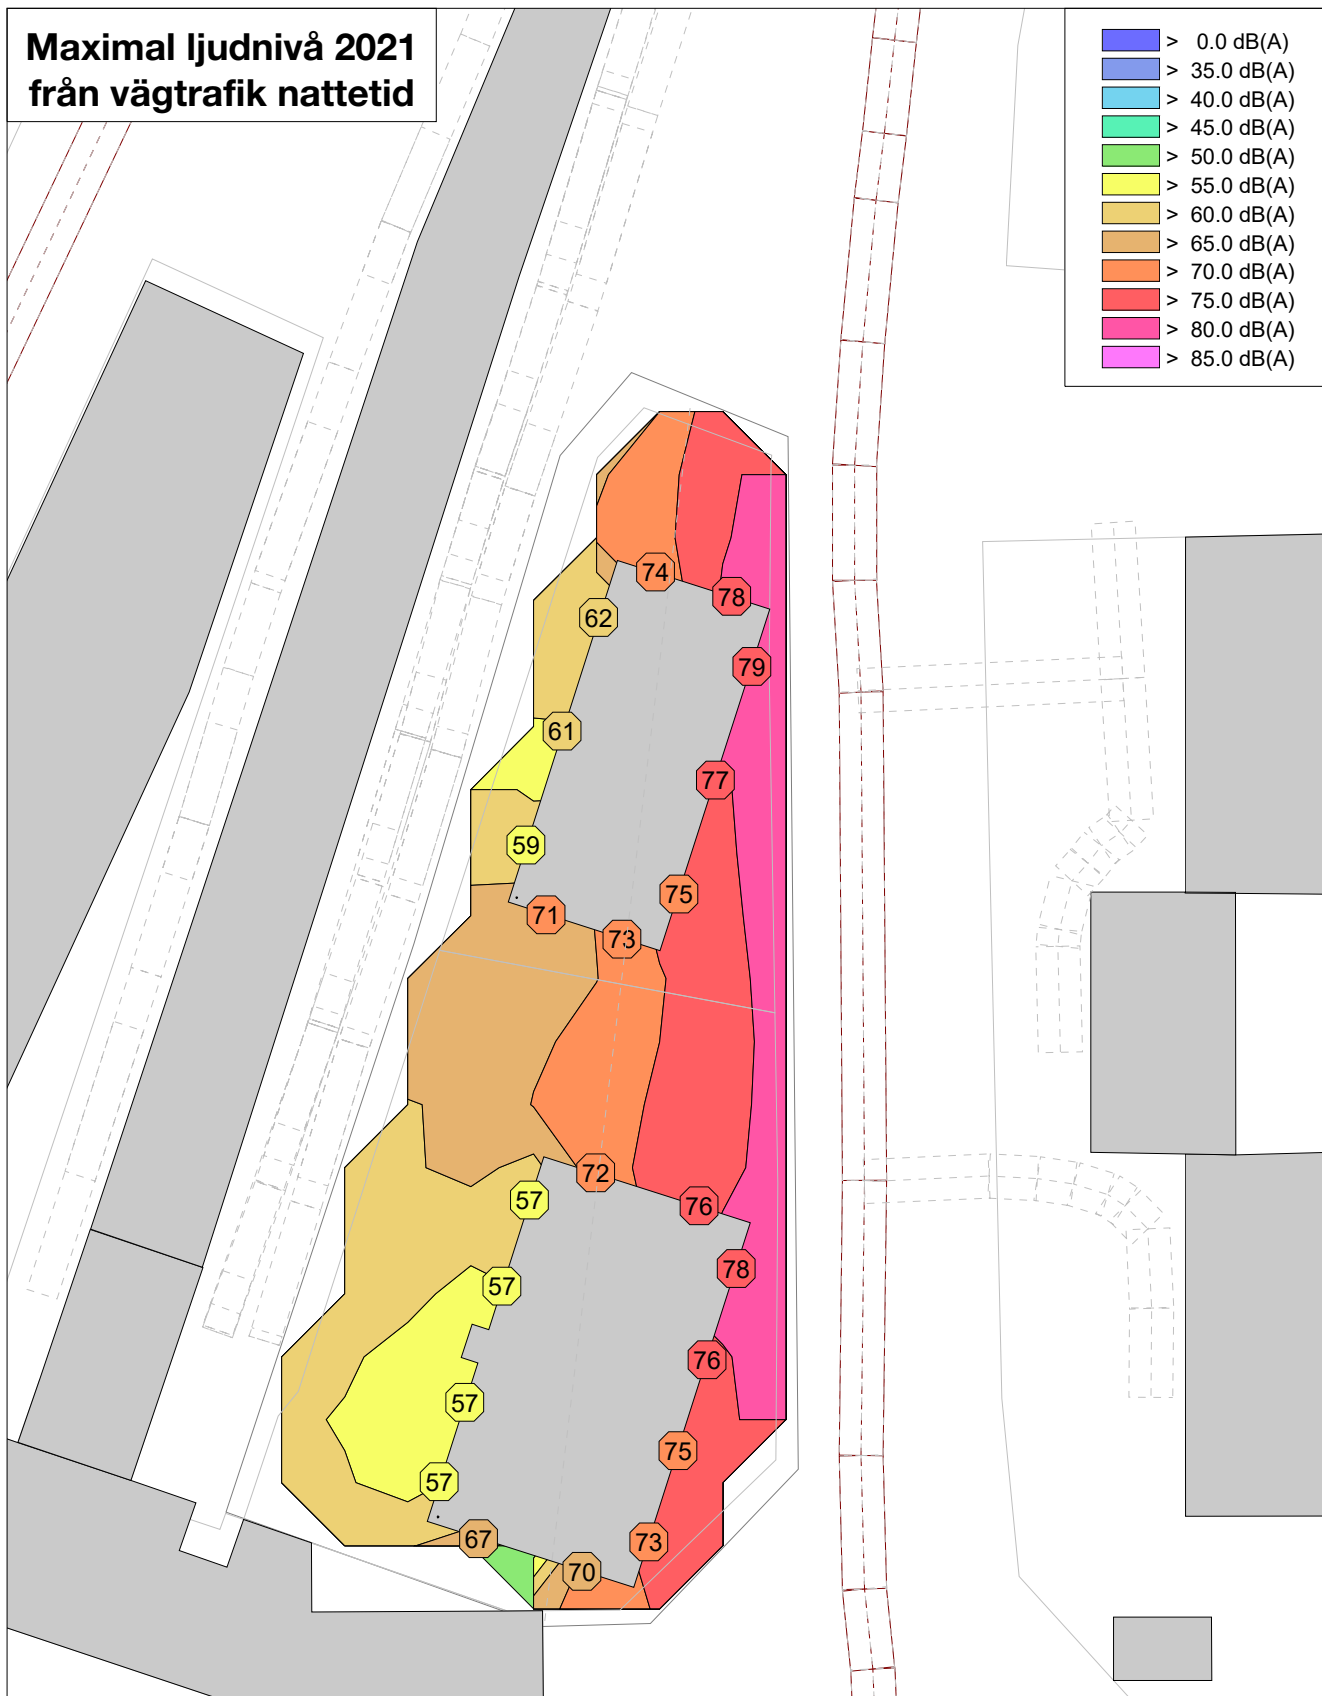 Maximal ljudnivå 2021
från vägtrafik nattetid
> 0.0 dB(A)
> 35.0 dB(A)
> 40.0 dB(A)
> 45.0 dB(A)
> 50.0 dB(A)
> 55.0 dB(A)
> 60.0 dB(A)
> 65.0 dB(A)
> 70.0 dB(A)
> 75.0 dB(A)
> 80.0 dB(A)
> 85.0 dB(A)
74
78
62
79
61
77
59
75
71
73
72
57
76
78
57
76
57
75
57
67
73
70